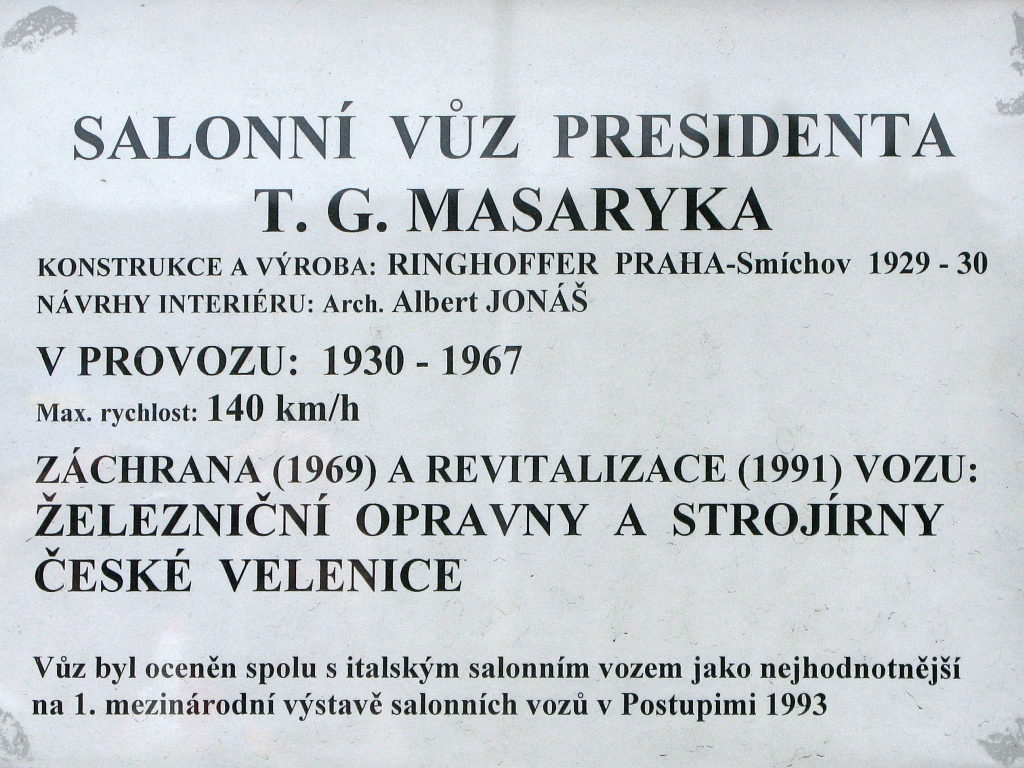 SALONNÍ VŮZ PRESIDENTA
T. G. MASARYKA
KONSTRUKCE A VÝROBA: RINGHOFFER PRAHA-Smíchov 1929 - 30
NÁVRHY INTERIÉRU: Arch. Albert JONÁŠ
V PROVOZU: 1930 - 1967
Max. rychlost: 140 km/h
ZÁCHRANA (1969) A REVITALIZACE (1991) VOZU:
ŽELEZNIČNÍ OPRAVNY A STROJÍRNY
ČESKÉ VELENICE
Vůz byl oceněn spolu s italským salonním vozem jako nejhodnotnější
na 1. mezinárodní výstavě salonních vozů v Postupimi 1993